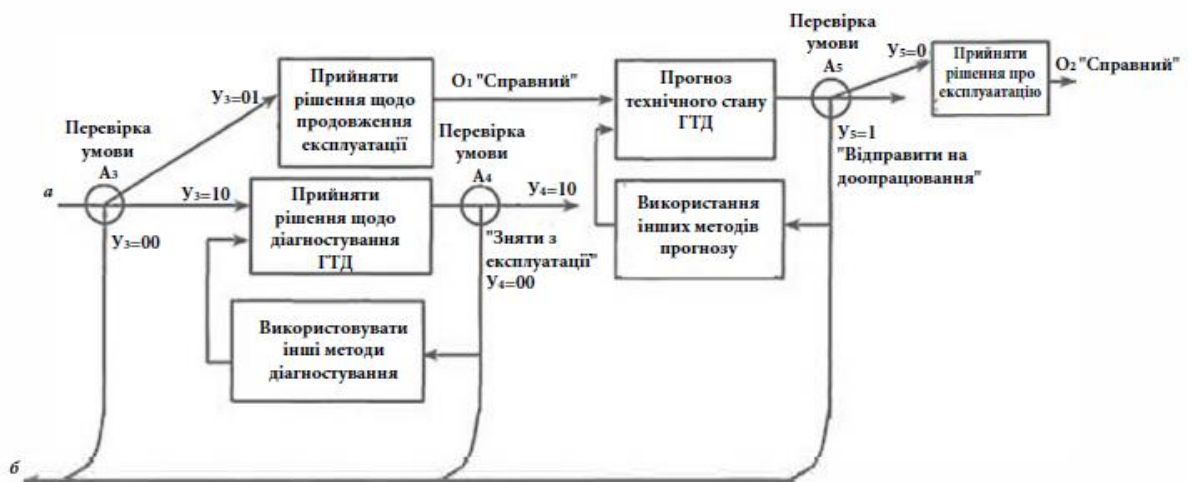 Перевірка
умови
А3
а
У3=01
У3=10
У3=00
Прийняти
рішення щодо
продовження
експлуатації
О1 "Справний"
Прийняти
рішення щодо
діагностування
ГТД
Перевірка
умови
А4
У4=10
"Зняти з
експлуатації"
У4=00
Використовувати
інші методи
діагностування
Прогноз
технічного стану
ГТД
Використання
інших методів
прогнозу
Перевірка
умови
А5
У5=0
У5=1
"Відправити на
доопрацювання"
Прийняти
рішення про
експлуаатацію
О2 "Справний"
б